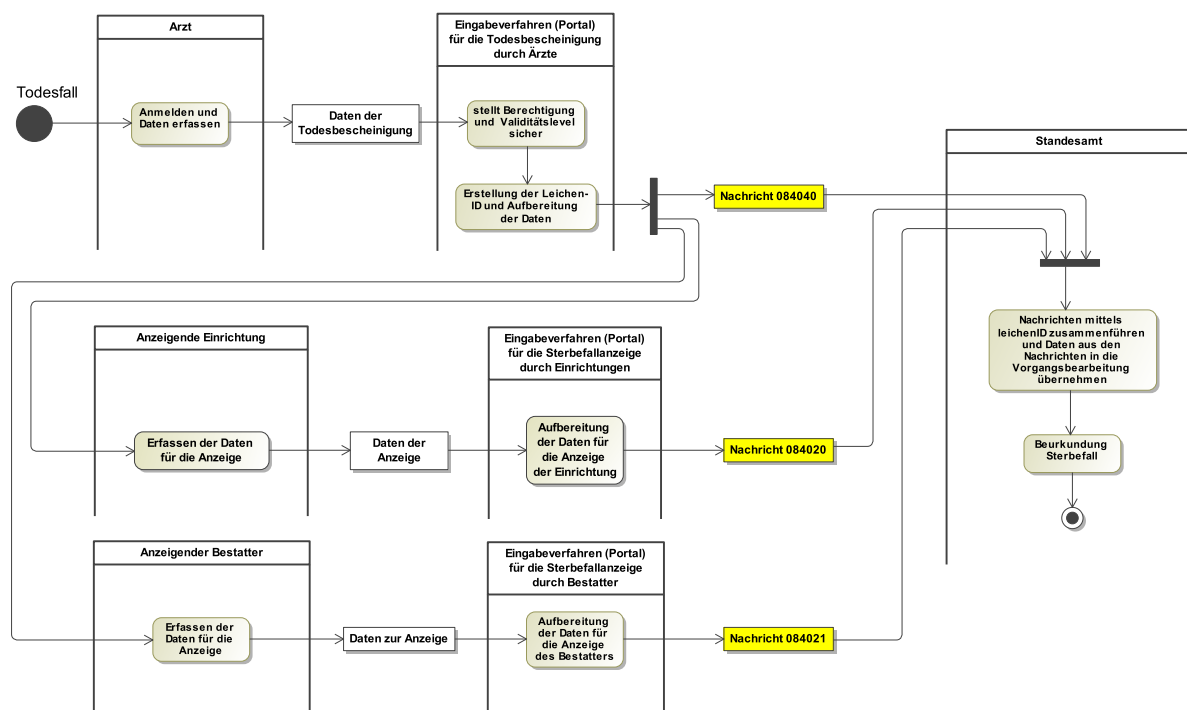 Todesfall
Arzt
Anmelden und
Daten erfassen
Daten der
Todesbescheinigung
Eingabeverfahren (Portal)
für die Todesbescheinigung
durch Ärzte
stellt Berechtigung
und Validitätslevel
sicher
Erstellung der Leichen-
ID und Aufbereitung
der Daten
Nachricht 084040
Standesamt
Nachrichten mittels
leichenID zusammenführen
und Daten aus den
Nachrichten in die
Vorgangsbearbeitung
übernehmen
Beurkundung
Sterbefall
Anzeigende Einrichtung
Erfassen der Daten
für die Anzeige
Daten der
Anzeige
Eingabeverfahren (Portal)
für die Sterbefallanzeige
durch Einrichtungen
Aufbereitung
der Daten für
die Anzeige
der Einrichtung
Nachricht 084020
Anzeigender Bestatter
Erfassen der
Daten für die
Anzeige
Daten zur Anzeige
Eingabeverfahren (Portal)
für die Sterbefallanzeige
durch Bestatter
Aufbereitung
der Daten für
die Anzeige
des Bestatters
Nachricht 084021